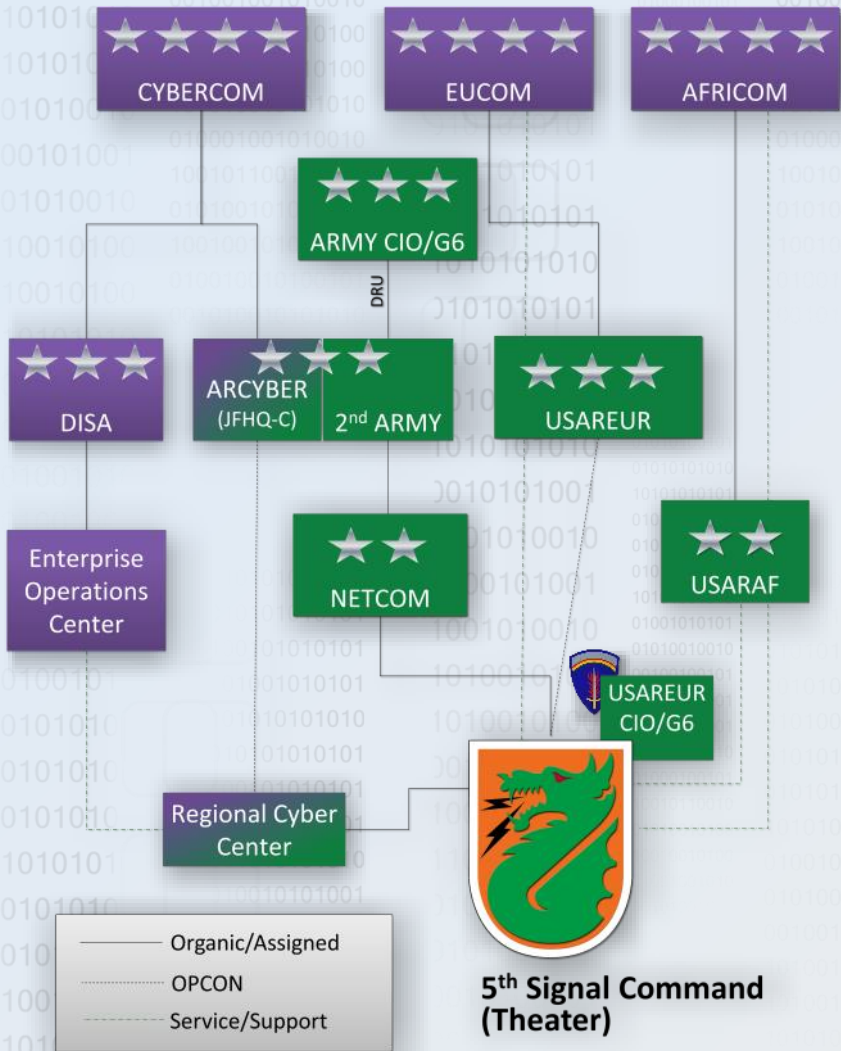 CYBERCOM
EUCOM
AFRICOM
ARMY CIO/G6
DRU
DISA
ARCYBER
(JFHQ-C)
2nd ARMY
USAREUR
Enterprise
Operations
Center
NETCOM
USARAF
USAREUR
CIO/G6
Regional Cyber
Center
Organic/Assigned
OPCON
Service/Support
5th Signal Command
(Theater)